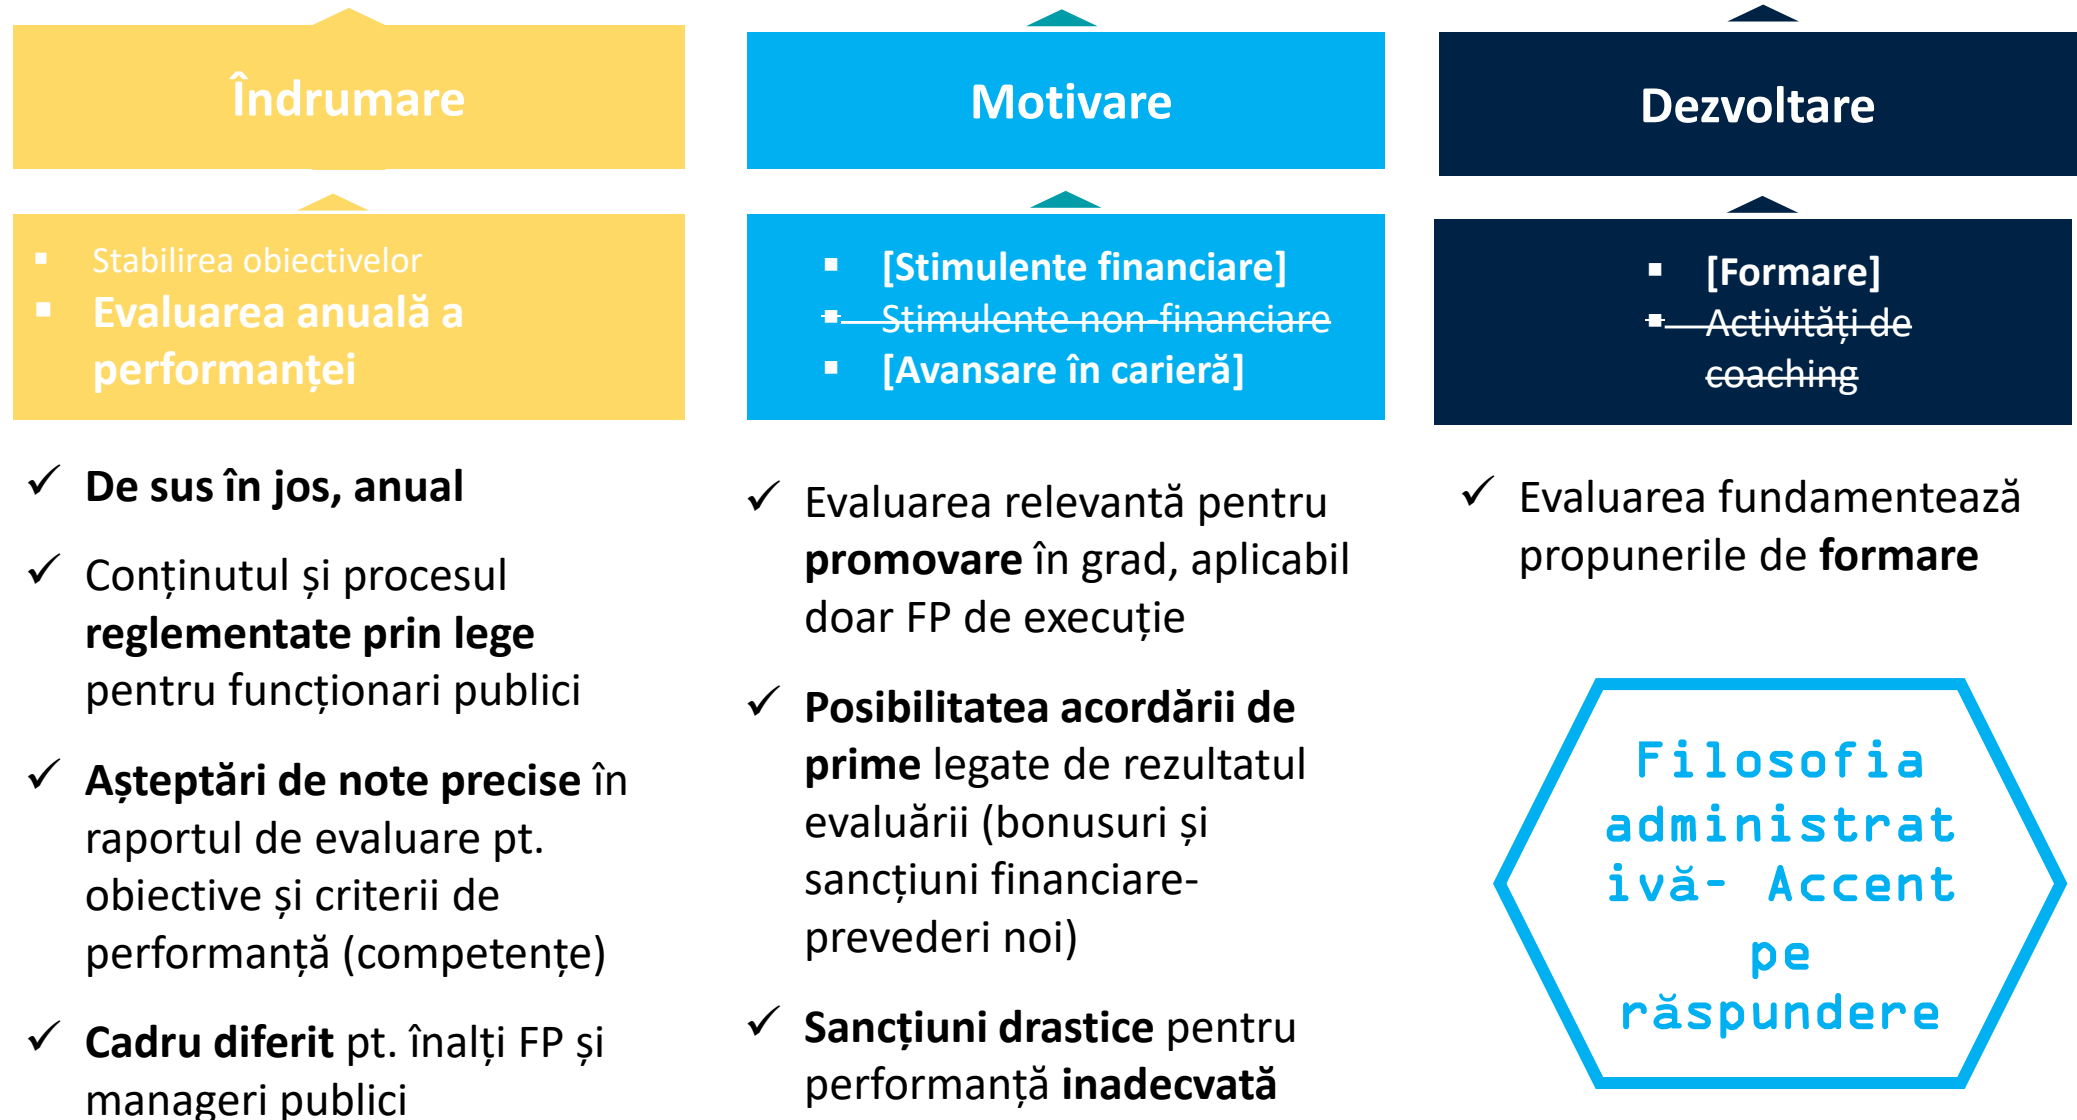 Îndrumare
▪ Stabilirea obiectivelor
▪ Evaluarea anuală a
performanței
✓ De sus în jos, anual
✓ Conținutul și procesul
reglementate prin lege
pentru funcționari publici
✓ Așteptări de note precise în
raportul de evaluare pt.
obiective și criterii de
performanță (competențe)
✓ Cadru diferit pt. înalți FP și
manageri publici
Motivare
▪ [Stimulente financiare]
▪ Stimulente non-financiare
▪ [Avansare în carieră]
✓ Evaluarea relevantă pentru
promovare în grad, aplicabil
doar FP de execuție
✓ Posibilitatea acordării de
prime legate de rezultatul
evaluării (bonusuri și
sancțiuni financiare-
prevederi noi)
✓ Sancțiuni drastice pentru
performanță inadecvată
Dezvoltare
▪ [Formare]
▪ Activități de
coaching
✓ Evaluarea fundamentează
propunerile de formare
Filosofia
administrat
ivă- Accent
pe
răspundere